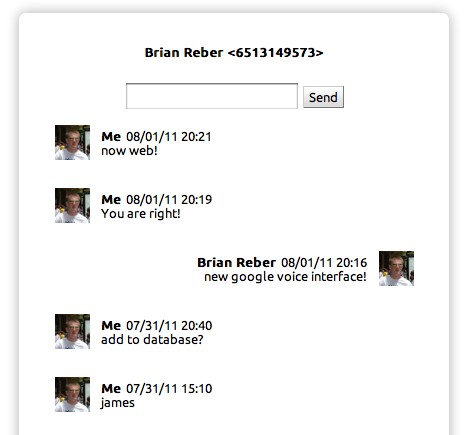 Brian Reber <6513149573>
Send
Me 08/01/11 20:21
now web!
Me 08/01/11 20:19
You are right!
Brian Reber 08/01/11 20:16
new google voice interface!
Me 07/31/11 20:40
add to database?
Me 07/31/11 15:10
james